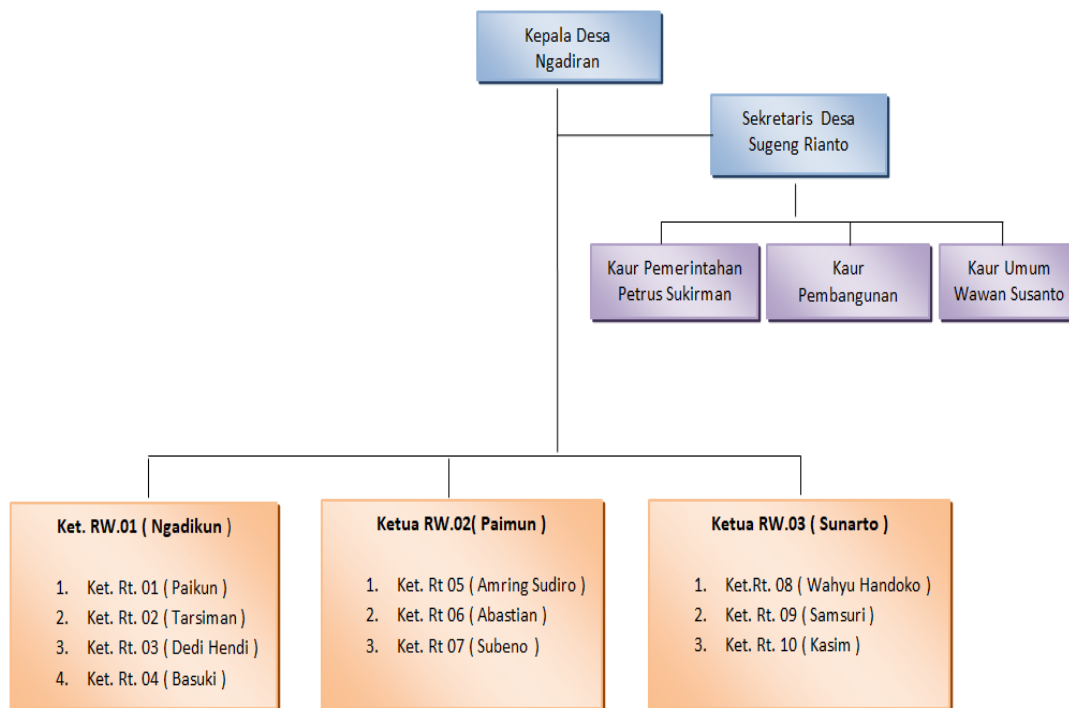 Kepala Desa
Ngadiran
Sekretaris Desa
Sugeng Rianto
Kaur Pemerintahan
Petrus Sukirman
Kaur
Pembangunan
Kaur Umum
Wawan Susanto
Ket. RW.01 ( Ngadikun )
1. Ket. Rt. 01 ( Paikun )
2. Ket. Rt. 02 ( Tarsiman )
3. Ket. Rt. 03 ( Dedi Hendi )
4. Ket. Rt. 04 ( Basuki )
Ketua RW.02( Paimun )
1. Ket. Rt 05 ( Amring Sudiro )
2. Ket. Rt 06 ( Abastian )
3. Ket. Rt 07 ( Subeno )
Ketua RW.03 ( Sunarto )
1. Ket.Rt. 08 ( Wahyu Handoko )
2. Ket. Rt. 09 ( Samsuri )
3. Ket. Rt. 10 ( Kasim )